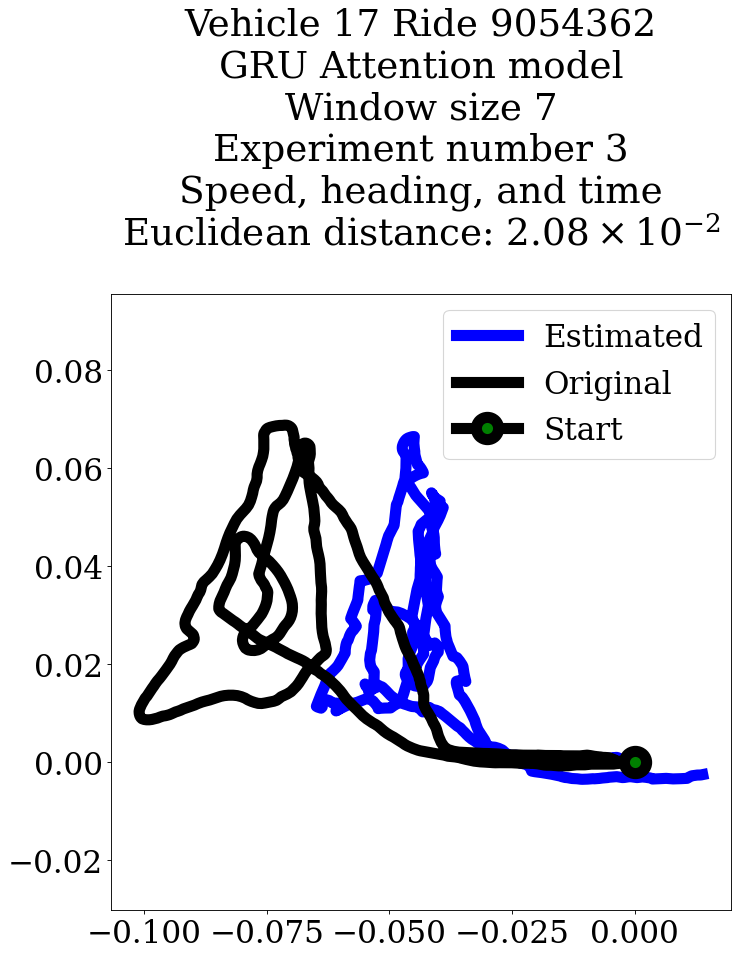 Vehicle 17 Ride 9054362
GRU Attention model
Window size 7
Experiment number 3
Speed, heading, and time
Euclidean distance: 2.08 × 10⁻²
Estimated
Original
Start
0.08
0.06
0.04
0.02
0.00
−0.02
−0.100 −0.075 −0.050 −0.025 0.000